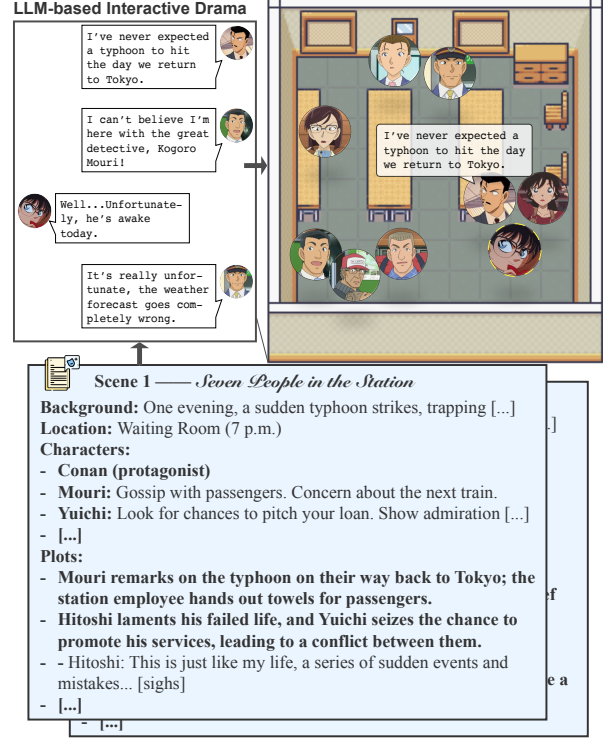 LLM-based Interactive Drama
I've never expected
a typhoon to hit
the day we return
to Tokyo.
I can't believe I'm
here with the great
detective, Kogoro
Mouri!
Well...Unfortunate-
ly, he's awake
today.
It's really unfor-
tunate, the weather
forecast goes com-
pletely wrong.
I've never expected a
typhoon to hit the day
we return to Tokyo.
Scene 1 —— Seven People in the Station
Background: One evening, a sudden typhoon strikes, trapping [...]
Location: Waiting Room (7 p.m.)
Characters:
- Conan (protagonist)
- Mouri: Gossip with passengers. Concern about the next train.
- Yuichi: Look for chances to pitch your loan. Show admiration [...]
- [...]
Plots:
- Mouri remarks on the typhoon on their way back to Tokyo; the
station employee hands out towels for passengers.
- Hitoshi laments his failed life, and Yuichi seizes the chance to
promote his services, leading to a conflict between them.
- - Hitoshi: This is just like my life, a series of sudden events and
mistakes... [sighs]
- [...]
.]
ef
e a
- [...]